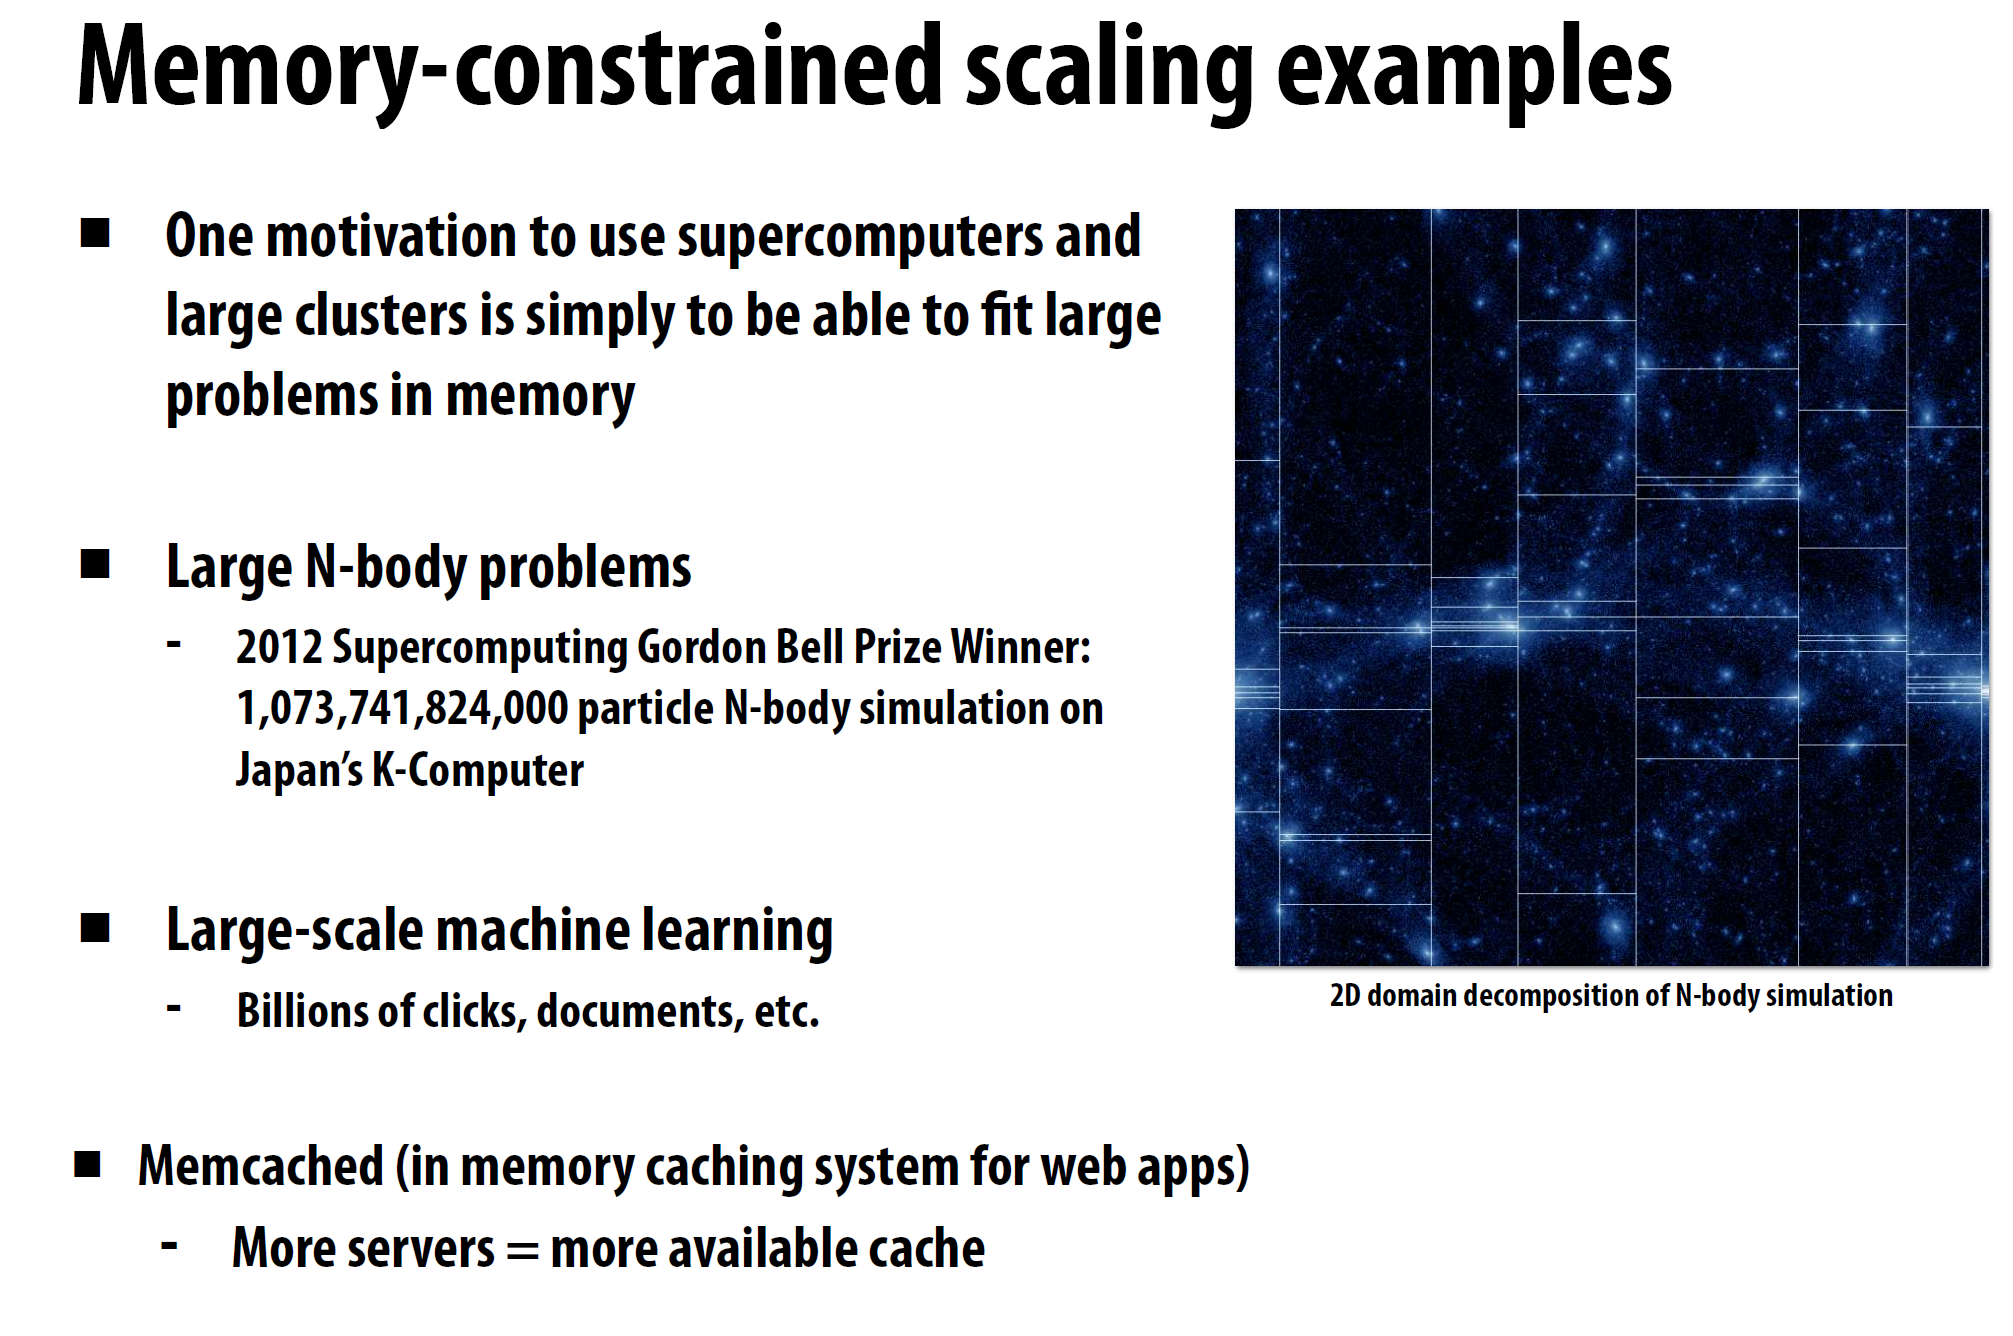 Memory-constrained scaling examples
■ One motivation to use supercomputers and
large clusters is simply to be able to fit large
problems in memory
■ Large N-body problems
- 2012 Supercomputing Gordon Bell Prize Winner:
1,073,741,824,000 particle N-body simulation on
Japan’s K-Computer
■ Large-scale machine learning
- Billions of clicks, documents, etc.
2D domain decomposition of N-body simulation
■ Memcached (in memory caching system for web apps)
- More servers = more available cache